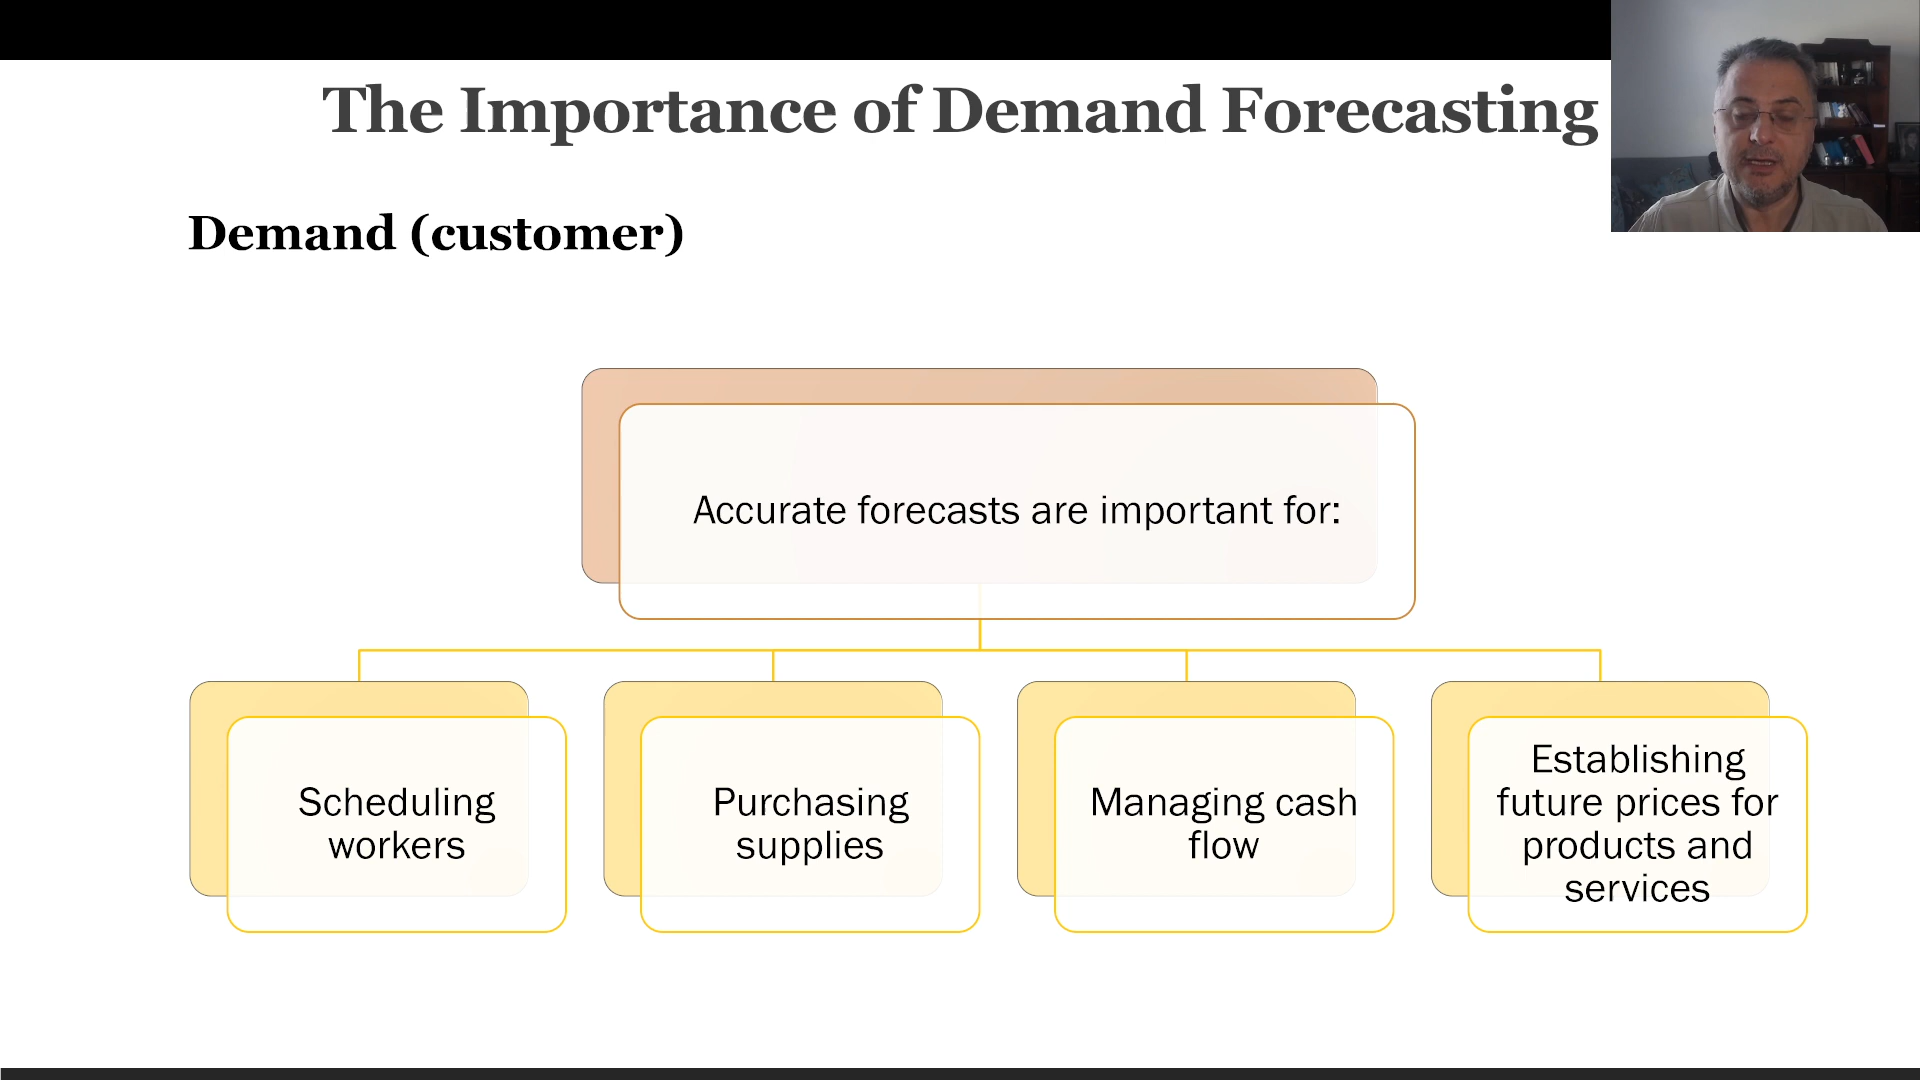 The Importance of Demand Forecasting
Demand (customer)
Accurate forecasts are important for:
Scheduling
workers
Purchasing
supplies
Managing cash
flow
Establishing
future prices for
products and
services